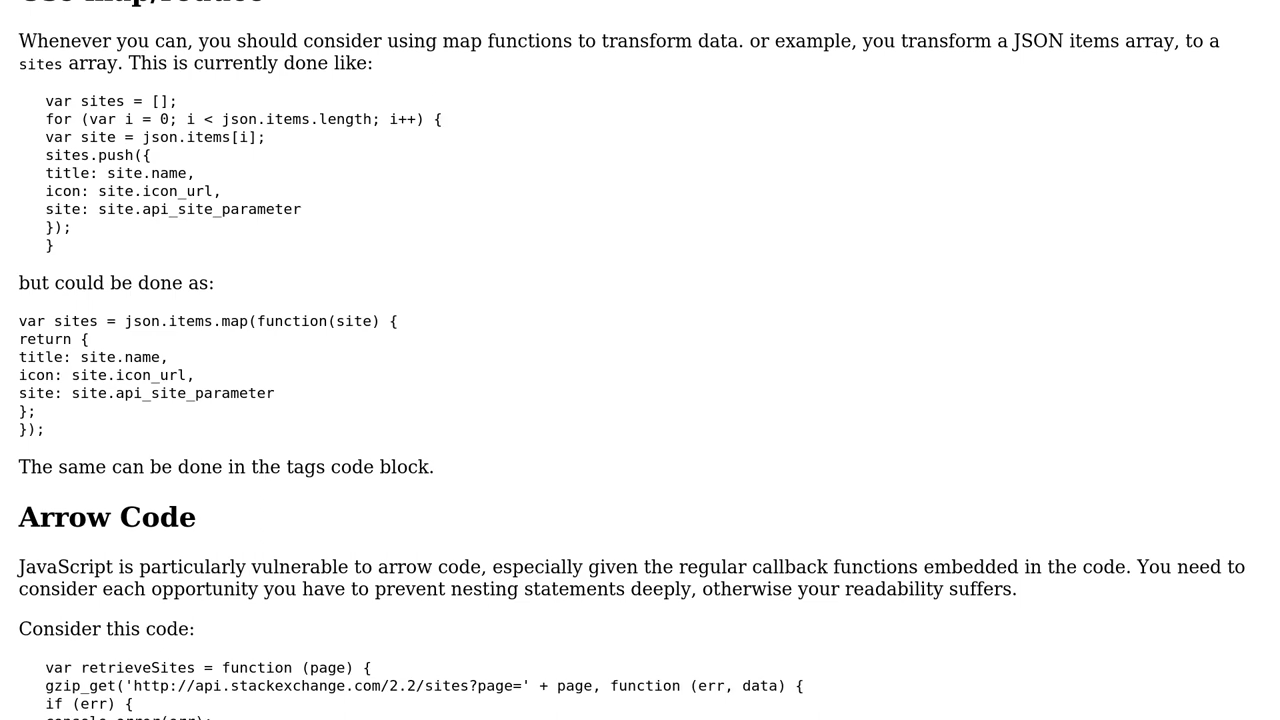 Whenever you can, you should consider using map functions to transform data. or example, you transform a JSON items array, to a
sites array. This is currently done like:
var sites = [];
for (var i = 0; i < json.items.length; i++) {
var site = json.items[i];
sites.push({
title: site.name,
icon: site.icon_url,
site: site.api_site_parameter
});
}
but could be done as:
var sites = json.items.map(function(site) {
return {
title: site.name,
icon: site.icon_url,
site: site.api_site_parameter
};
});
The same can be done in the tags code block.
Arrow Code
JavaScript is particularly vulnerable to arrow code, especially given the regular callback functions embedded in the code. You need to
consider each opportunity you have to prevent nesting statements deeply, otherwise your readability suffers.
Consider this code:
var retrieveSites = function (page) {
gzip_get('http://api.stackexchange.com/2.2/sites?page=' + page, function (err, data) {
if (err) {